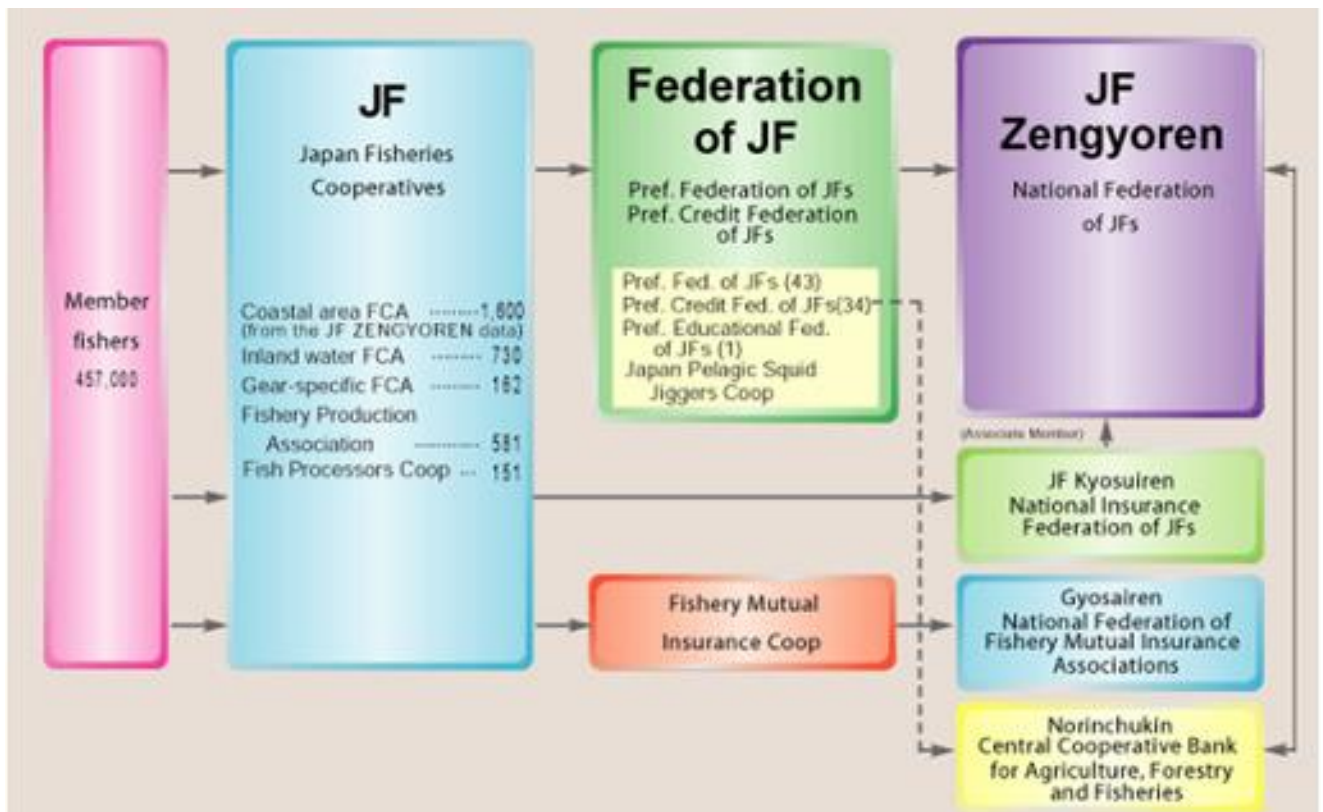 Member
fishers
457,000
JF
Japan Fisheries
Cooperatives
Coastal area FCA ········1,600
(from the JF ZENGYOREN data)
Inland water FCA ········ 730
Gear-specific FCA ········· 162
Fishery Production
Association ·········· 581
Fish Processors Coop ··· 151
Federation
of JF
Pref. Federation of JFs
Pref. Credit Federation
of JFs
Pref. Fed. of JFs (43)
Pref. Credit Fed. of JFs(34)
Pref. Educational Fed.
of JFs (1)
Japan Pelagic Squid
Jiggers Coop
Fishery Mutual
Insurance Coop
JF
Zengyoren
National Federation
of JFs
(Associate Member)
JF Kyosuiren
National Insurance
Federation of JFs
Gyosairen
National Federation of
Fishery Mutual Insurance
Associations
Norinchukin
Central Cooperative Bank
for Agriculture, Forestry
and Fisheries